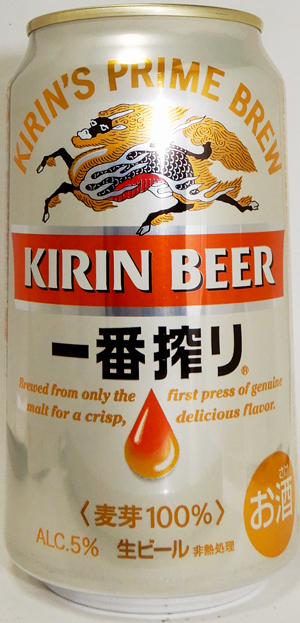 KIRIN'S PRIME BREW
KIRIN BEER
一番搾り®
Brewed from only the first press of genuine
malt for a crisp, delicious flavor.
さけ
お酒
〈麦芽100%〉
ALC.5% 生ビール 非熱処理